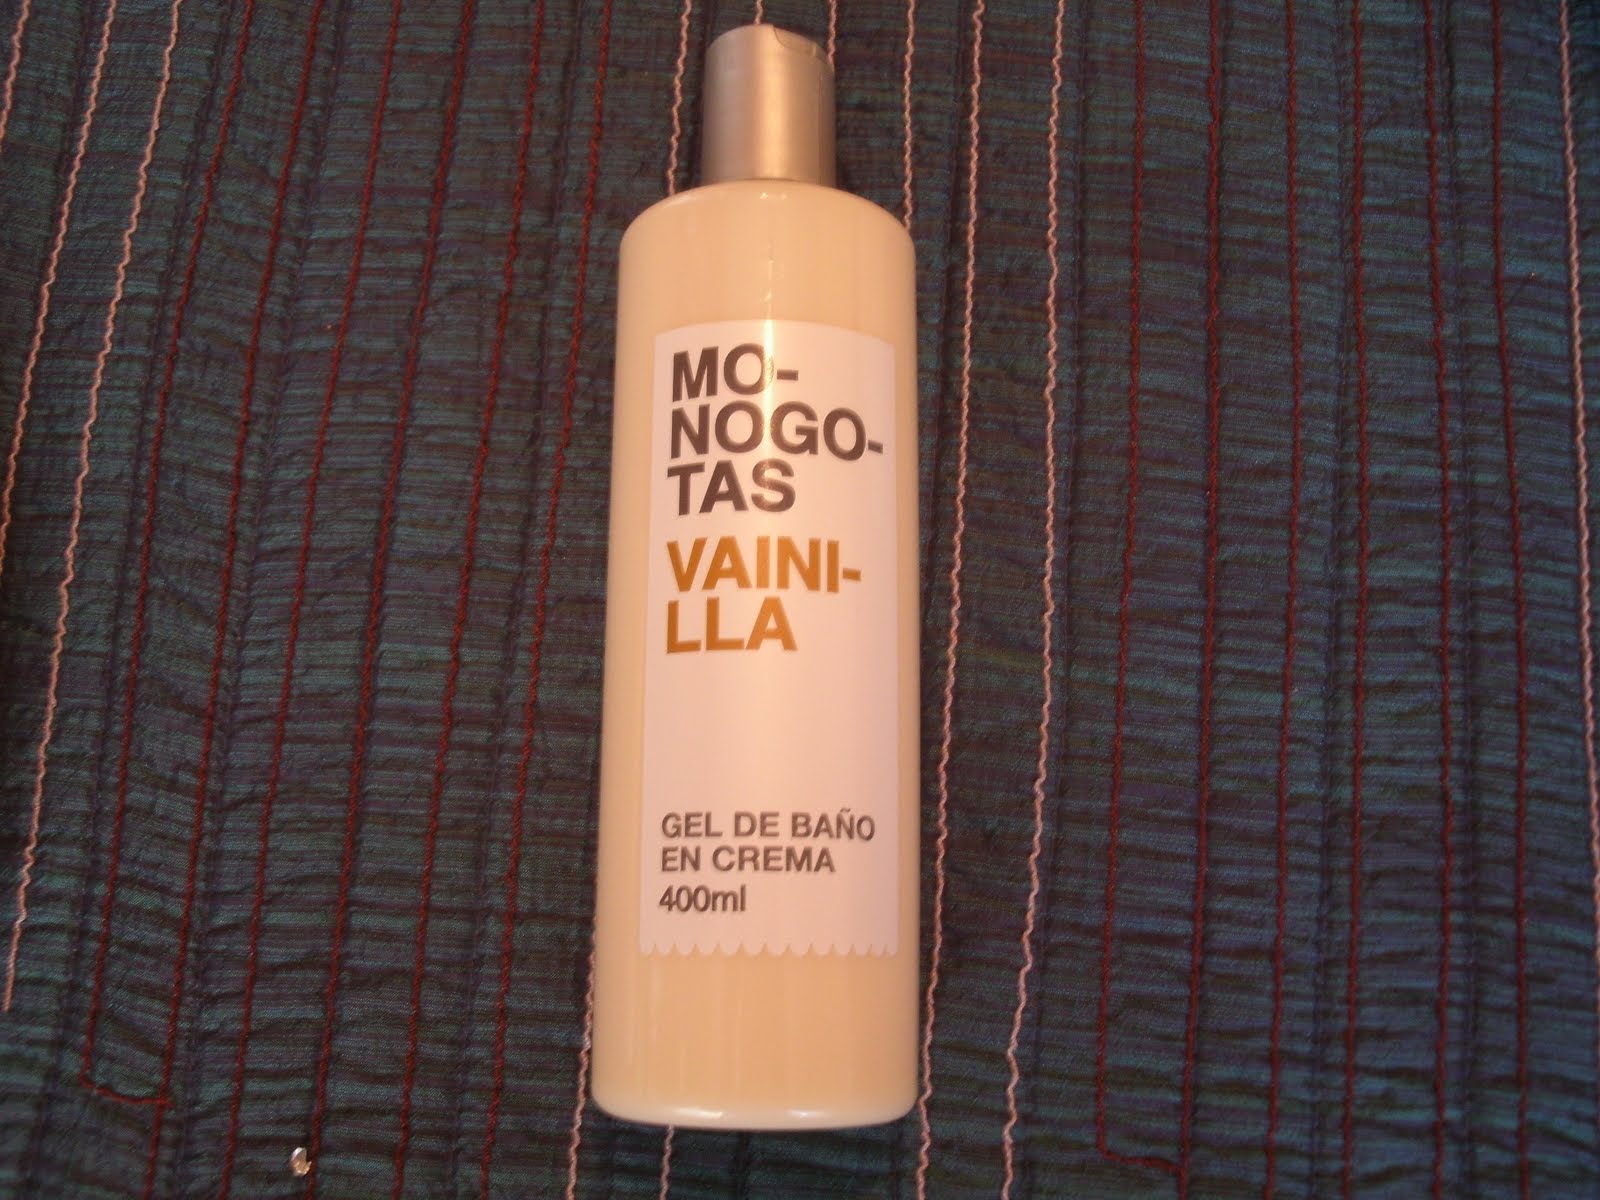 MO-
NOGO-
TAS
VAINI-
LLA
GEL DE BAÑO
EN CREMA
400ml